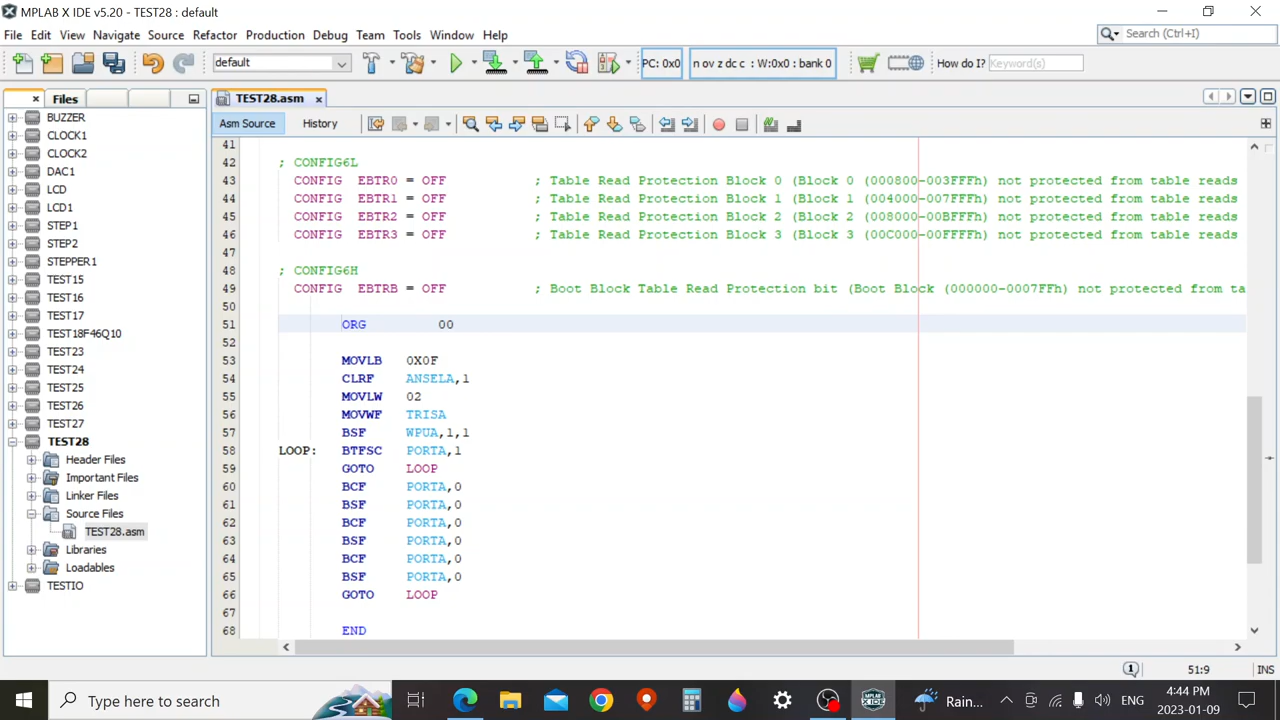 MPLAB X IDE v5.20 - TEST28 : default
File Edit View Navigate Source Refactor Production Debug Team Tools Window Help
Search (Ctrl+I)
default
PC: 0x0
n ov z dc c : W:0x0 : bank 0
How do I? (Keyword(s)
Files
TEST28.asm
Asm Source History
BUZZER
CLOCK1
CLOCK2
DAC1
LCD
LCD1
STEP1
STEP2
STEPPER1
TEST15
TEST16
TEST17
TEST18F46Q10
TEST23
TEST24
TEST25
TEST26
TEST27
TEST28
Header Files
Important Files
Linker Files
Source Files
TEST28.asm
Libraries
Loadables
TESTIO
41
42 ; CONFIG6L
43 CONFIG EBTR0 = OFF ; Table Read Protection Block 0 (Block 0 (000800-003FFFh) not protected from table reads
44 CONFIG EBTR1 = OFF ; Table Read Protection Block 1 (Block 1 (004000-007FFFh) not protected from table reads
45 CONFIG EBTR2 = OFF ; Table Read Protection Block 2 (Block 2 (008000-00BFFFh) not protected from table reads
46 CONFIG EBTR3 = OFF ; Table Read Protection Block 3 (Block 3 (00C000-00FFFFh) not protected from table reads
47
48 ; CONFIG6H
49 CONFIG EBTRB = OFF ; Boot Block Table Read Protection bit (Boot Block (000000-0007FFh) not protected from ta
50
51 ORG 00
52
53 MOVLB 0X0F
54 CLRF ANSELA,1
55 MOVLW 02
56 MOVWF TRISA
57 BSF WPUA,1,1
58 LOOP: BTFSC PORTA,1
59 GOTO LOOP
60 BCF PORTA,0
61 BSF PORTA,0
62 BCF PORTA,0
63 BSF PORTA,0
64 BCF PORTA,0
65 BSF PORTA,0
66 GOTO LOOP
67
68 END
1 51:9 INS
Type here to search
Rain...
ENG
4:44 PM
2023-01-09